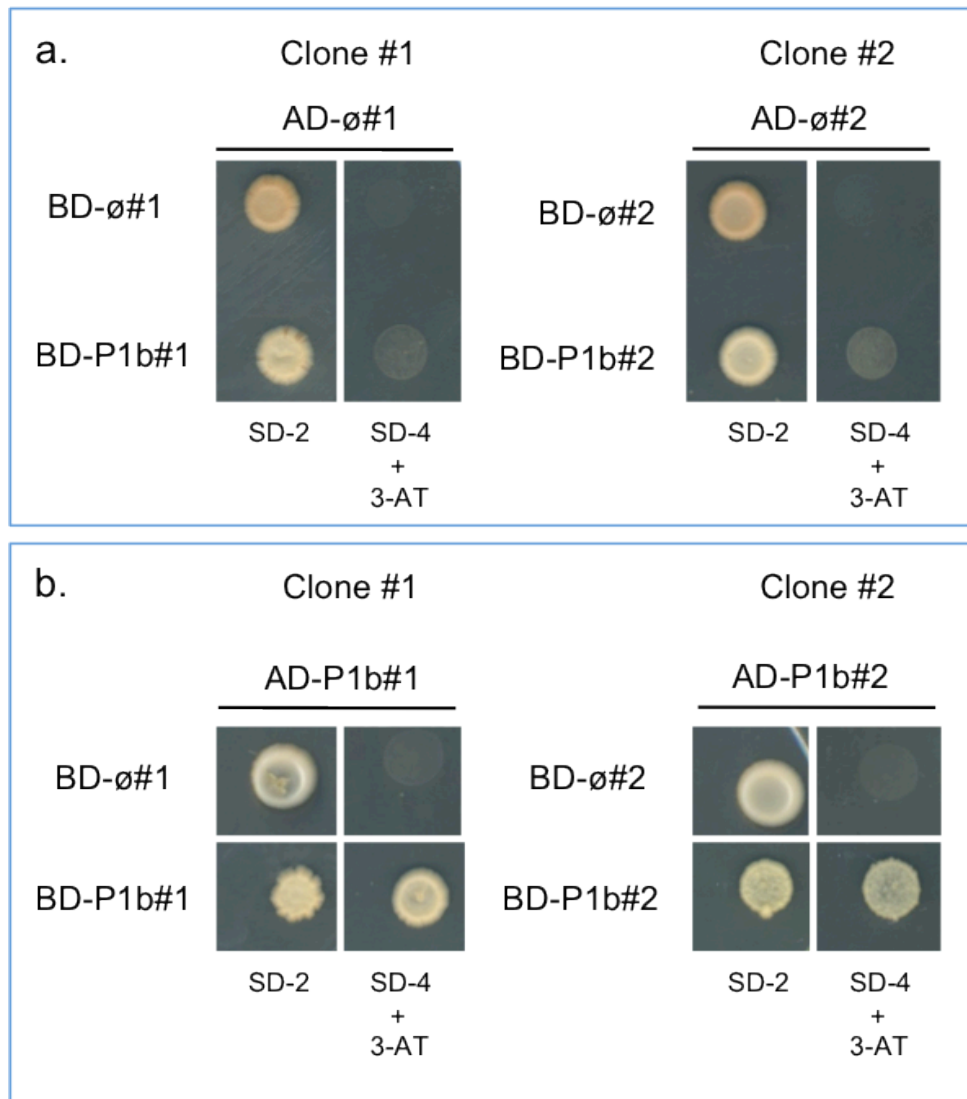 a.
Clone #1 Clone #2
AD-ø#1 AD-ø#2
BD-ø#1 BD-ø#2
BD-P1b#1 BD-P1b#2
SD-2 SD-4 SD-2 SD-4
+ +
3-AT 3-AT
b.
Clone #1 Clone #2
AD-P1b#1 AD-P1b#2
BD-ø#1 BD-ø#2
BD-P1b#1 BD-P1b#2
SD-2 SD-4 SD-2 SD-4
+ +
3-AT 3-AT